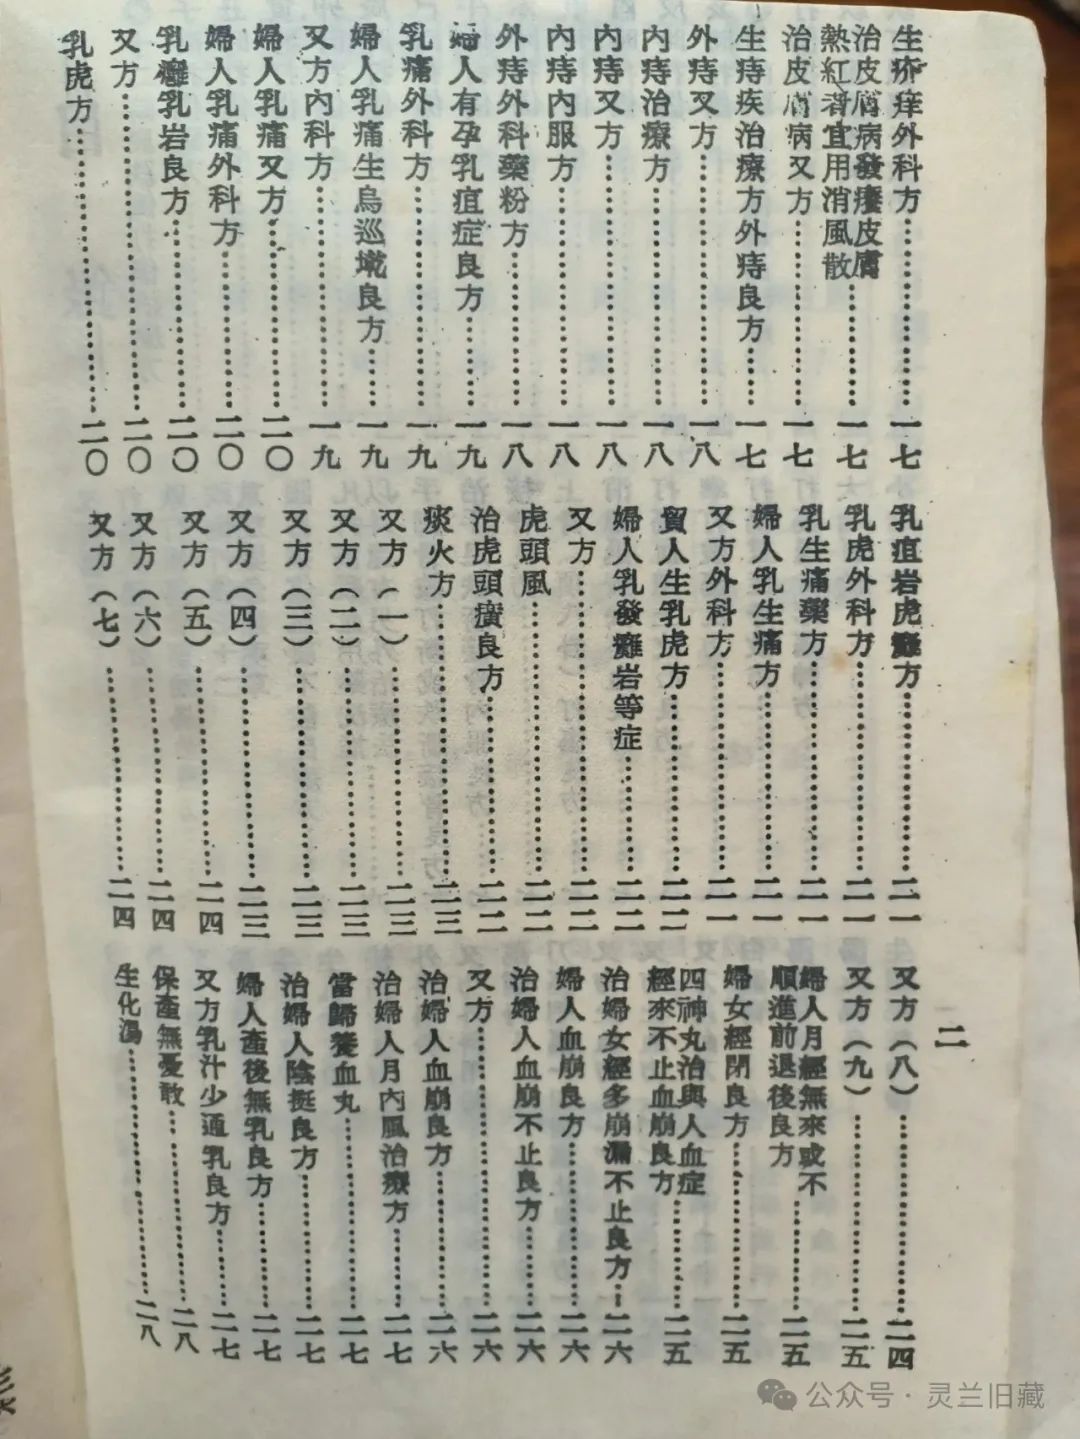 生疥痒外科方⋯⋯一七
治皮膚病發癢皮膚
熱紅者宜用消風散⋯⋯一七
治皮膚病又方⋯⋯一七
生痔疾治療方外痔良方⋯⋯一七
外痔又方⋯⋯一八
內痔治療方⋯⋯一八
內痔又方⋯⋯一八
內痔內服方⋯⋯一八
外痔外科藥粉方⋯⋯一八
婦人有孕乳疽症良方⋯⋯一九
乳痛外科方⋯⋯一九
婦人乳痛生烏巡墘良方⋯⋯一九
又方內科方⋯⋯一九
婦人乳痛又方⋯⋯二〇
婦人乳痛外科方⋯⋯二〇
乳癰乳岩良方⋯⋯二〇
又方⋯⋯二〇
乳虎方⋯⋯二〇
乳疽岩虎癰方⋯⋯二一
乳虎外科方⋯⋯二一
乳生痛藥方⋯⋯二一
婦人乳生痛方⋯⋯二一
又方外科方⋯⋯二一
貿人生乳虎方⋯⋯二二
婦人乳發癰岩等症⋯⋯二二
又方⋯⋯二二
虎頭風⋯⋯二二
治虎頭癀良方⋯⋯二二
痰火方⋯⋯二三
又方(一)⋯⋯二三
又方(二)⋯⋯二三
又方(三)⋯⋯二三
又方(四)⋯⋯二三
又方(五)⋯⋯二四
又方(六)⋯⋯二四
又方(七)⋯⋯二四
又方(八)⋯⋯二四
又方(九)⋯⋯二五
婦人月經無來或不
順進前退後良方⋯⋯二五
婦女經閉良方⋯⋯二五
四神丸治與人血症
經來不止血崩良方⋯⋯二五
治婦女經多崩漏不止良方⋯⋯二六
婦人血崩良方⋯⋯二六
治婦人血崩不止良方⋯⋯二六
又方⋯⋯二六
治婦人血崩良方⋯⋯二六
治婦人月內風治療方⋯⋯二七
當歸養血丸⋯⋯二七
治婦人陰挺良方⋯⋯二七
婦人產後無乳良方⋯⋯二七
又方乳汁少通乳良方⋯⋯二七
保產無憂散⋯⋯二八
生化湯⋯⋯二八
二
公众号·灵兰旧藏